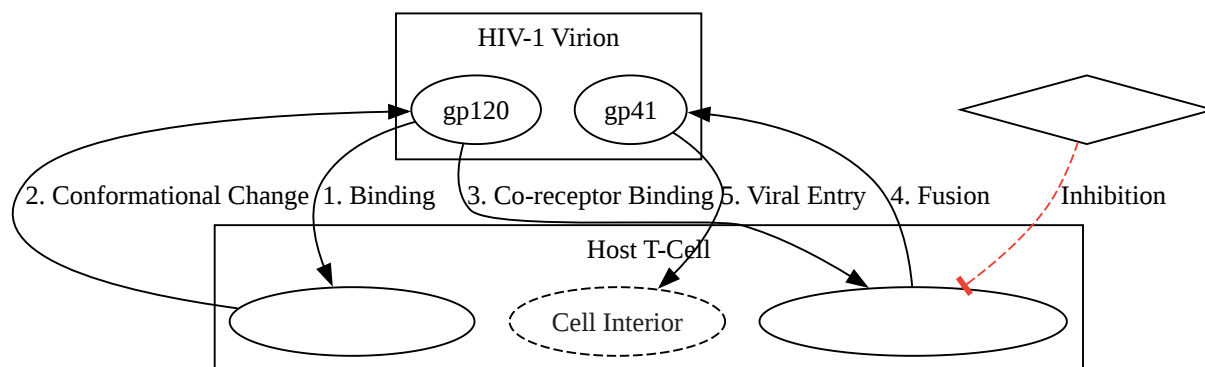 HIV-1 Virion
gp120
gp41
2. Conformational Change
1. Binding
3. Co-receptor Binding
5. Viral Entry
4. Fusion
Inhibition
Host T-Cell
Cell Interior